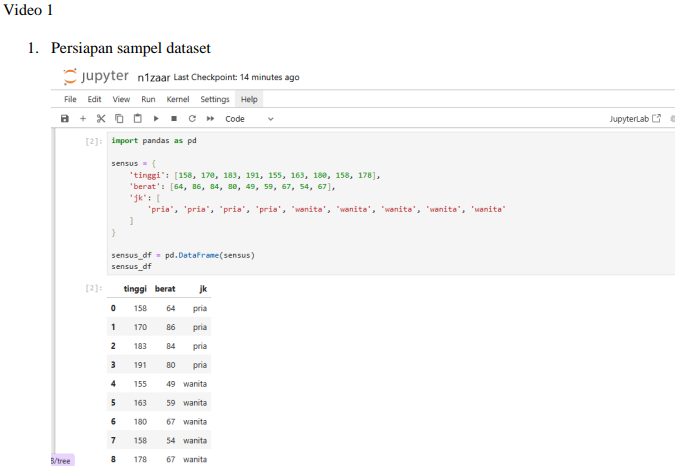 Video 1
1. Persiapan sampel dataset
jupyter n1zaar Last Checkpoint: 14 minutes ago
File Edit View Run Kernel Settings Help
Code JupyterLab
[2]: import pandas as pd
sensus = {
'tinggi': [158, 170, 183, 191, 155, 163, 180, 158, 178],
'berat': [64, 86, 84, 80, 49, 59, 67, 54, 67],
'jk': [
'pria', 'pria', 'pria', 'pria', 'wanita', 'wanita', 'wanita', 'wanita', 'wanita'
]
}
sensus_df = pd.DataFrame(sensus)
sensus_df
[2]: tinggi berat jk
0 158 64 pria
1 170 86 pria
2 183 84 pria
3 191 80 pria
4 155 49 wanita
5 163 59 wanita
6 180 67 wanita
7 158 54 wanita
8 178 67 wanita
/tree